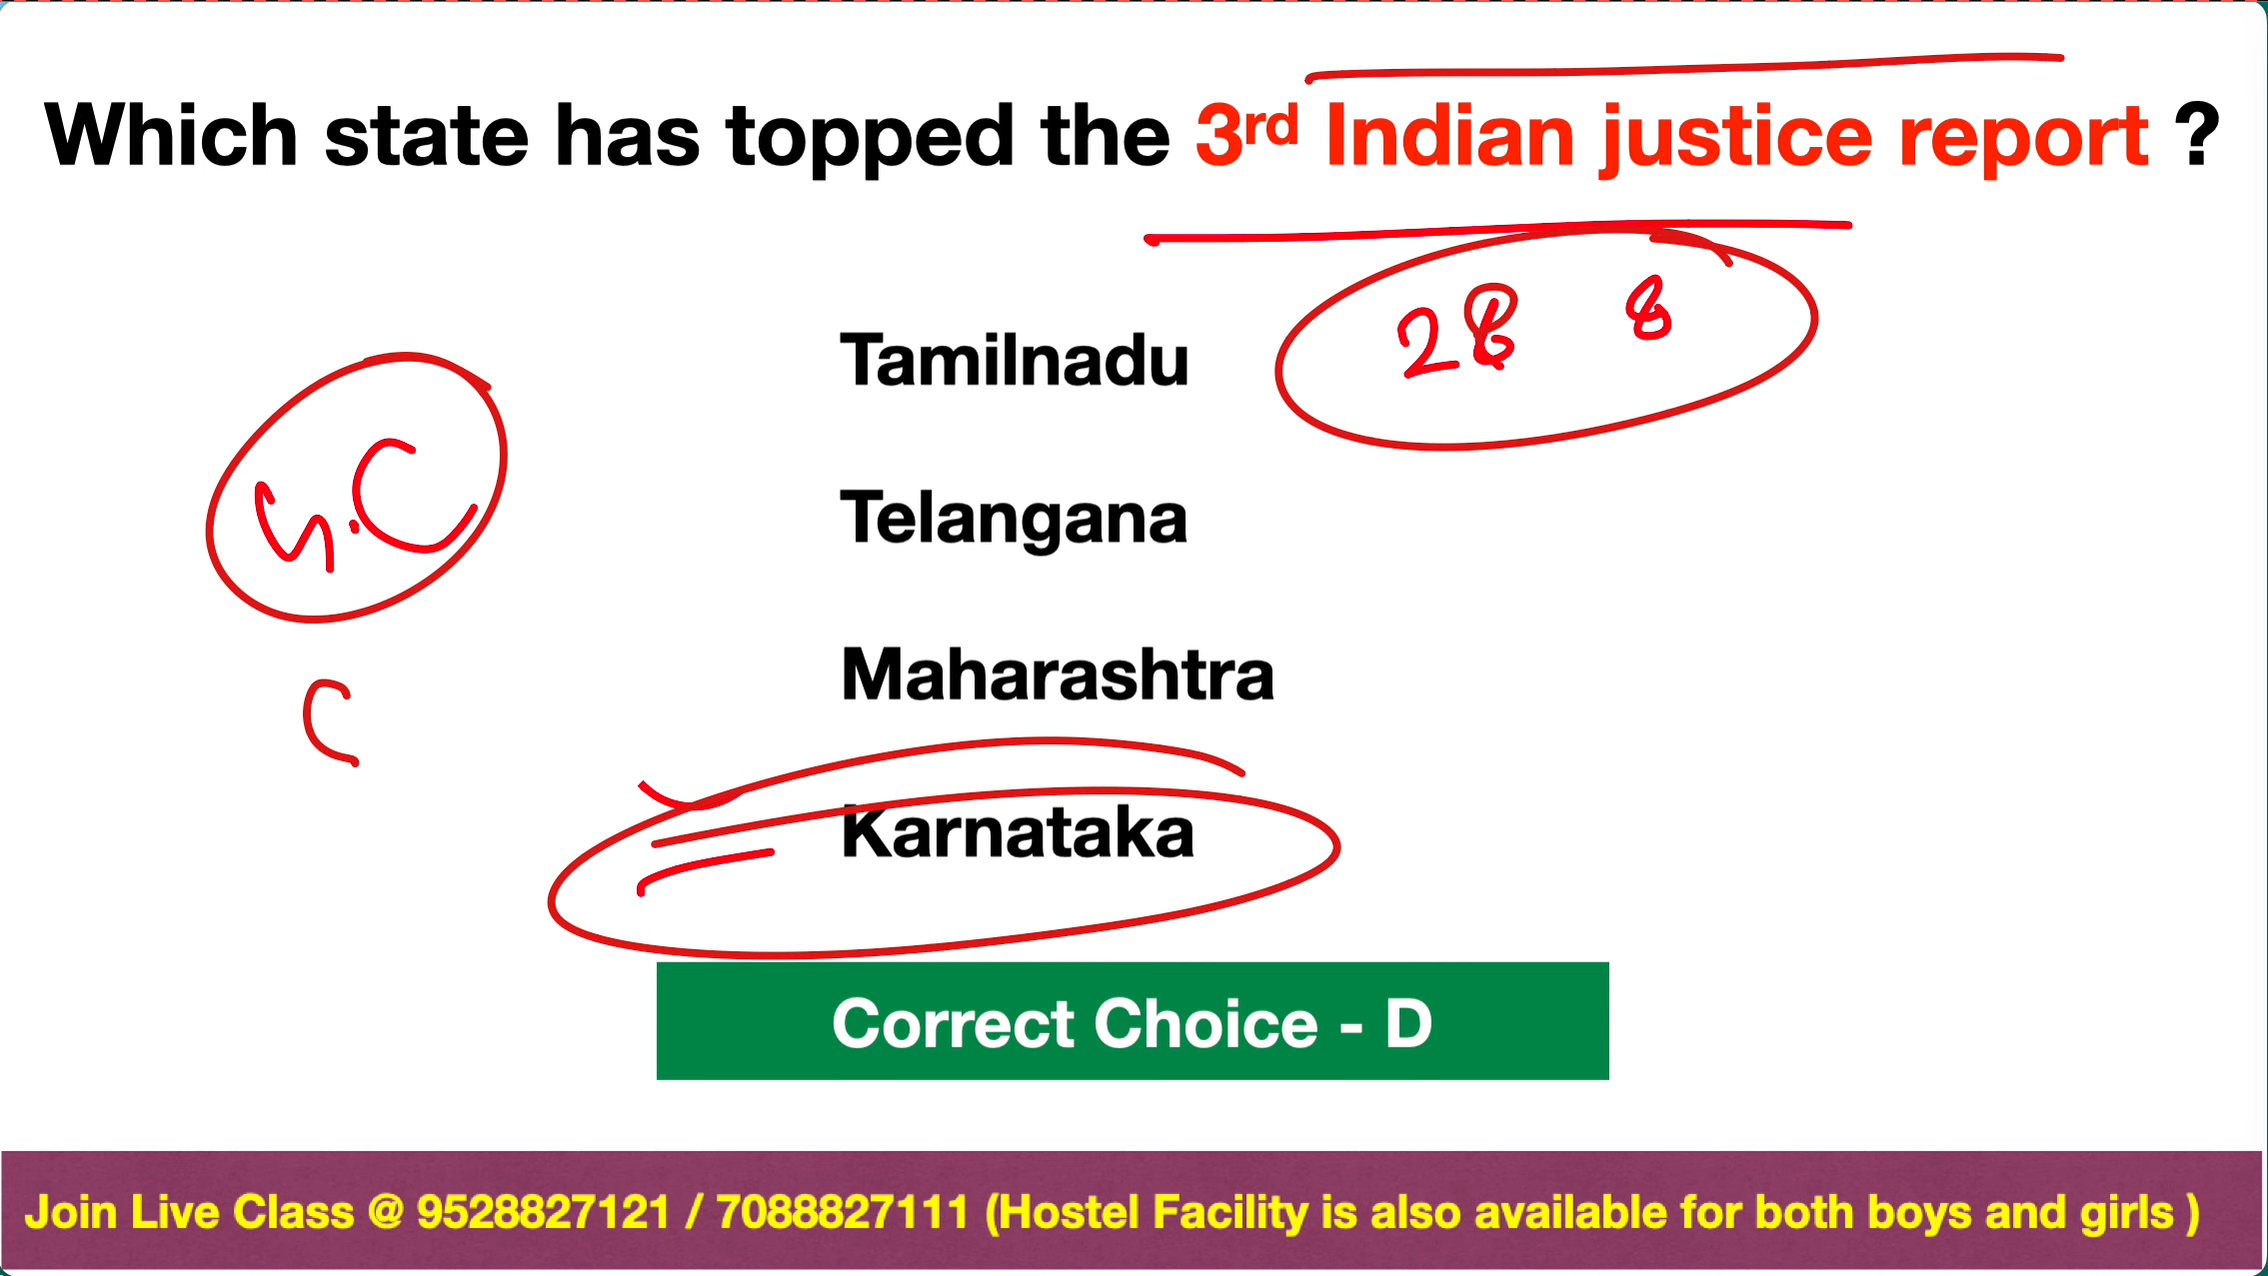 Which state has topped the 3rd Indian justice report ?
28 8
Tamilnadu
S.C
Telangana
Maharashtra
C
Karnataka
Correct Choice - D
Join Live Class @ 9528827121 / 7088827111 (Hostel Facility is also available for both boys and girls )